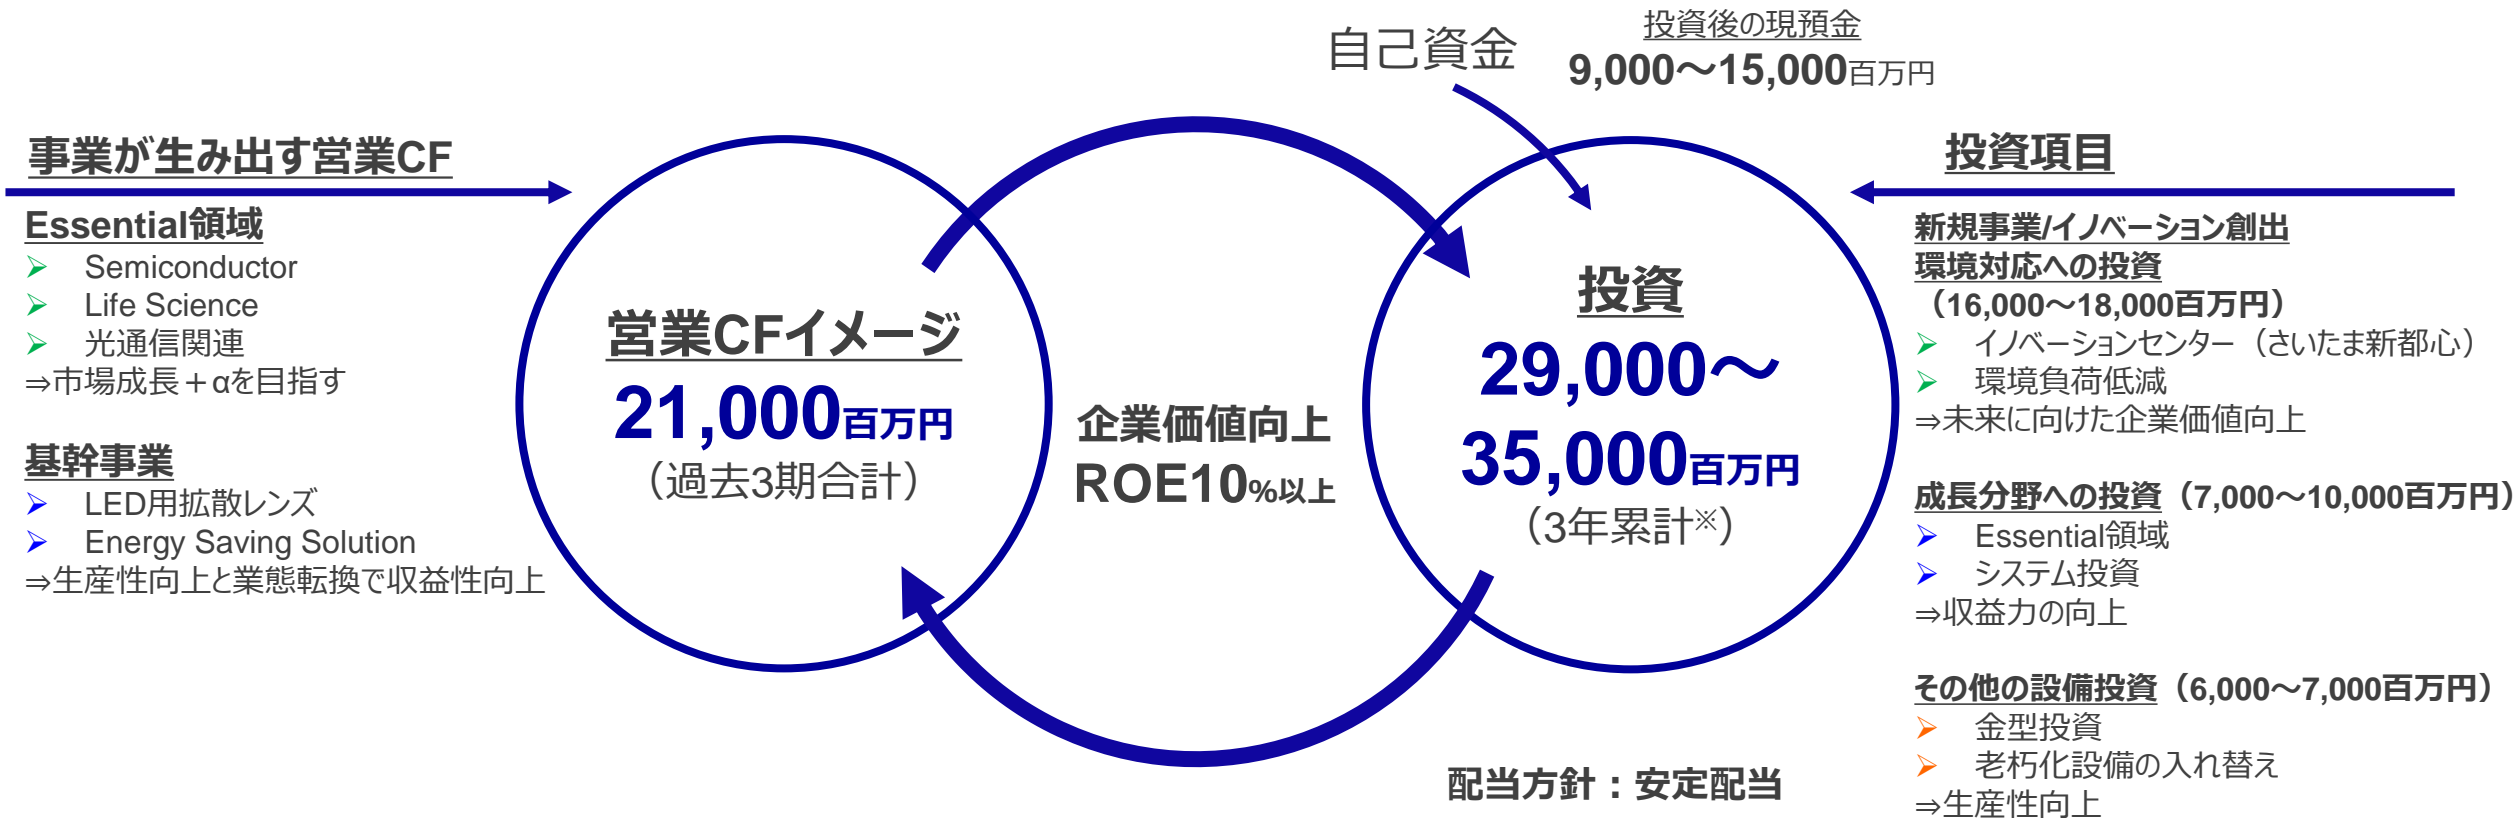 自己資金
投資後の現預金
9,000～15,000百万円
事業が生み出す営業CF
Essential領域
➢ Semiconductor
➢ Life Science
➢ 光通信関連
⇒市場成長＋αを目指す
基幹事業
➢ LED用拡散レンズ
➢ Energy Saving Solution
⇒生産性向上と業態転換で収益性向上
営業CFイメージ
21,000百万円
（過去3期合計）
企業価値向上
ROE10%以上
投資
29,000～
35,000百万円
（3年累計※）
配当方針：安定配当
投資項目
新規事業/イノベーション創出
環境対応への投資
（16,000～18,000百万円）
➢ イノベーションセンター（さいたま新都心）
➢ 環境負荷低減
⇒未来に向けた企業価値向上
成長分野への投資（7,000～10,000百万円）
➢ Essential領域
➢ システム投資
⇒収益力の向上
その他の設備投資（6,000～7,000百万円）
➢ 金型投資
➢ 老朽化設備の入れ替え
⇒生産性向上